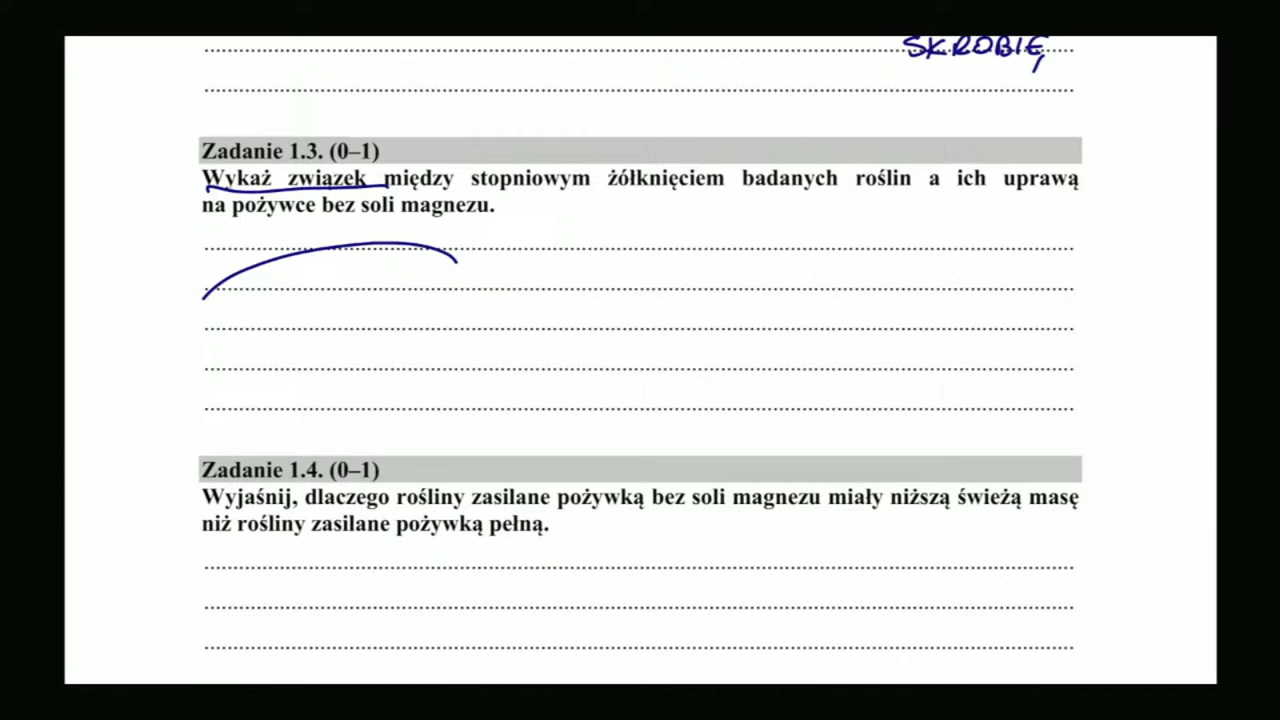 SKROBIĘ
Zadanie 1.3. (0–1)
Wykaż związek między stopniowym żółknięciem badanych roślin a ich uprawą
na pożywce bez soli magnezu.
Zadanie 1.4. (0–1)
Wyjaśnij, dlaczego rośliny zasilane pożywką bez soli magnezu miały niższą świeżą masę
niż rośliny zasilane pożywką pełną.